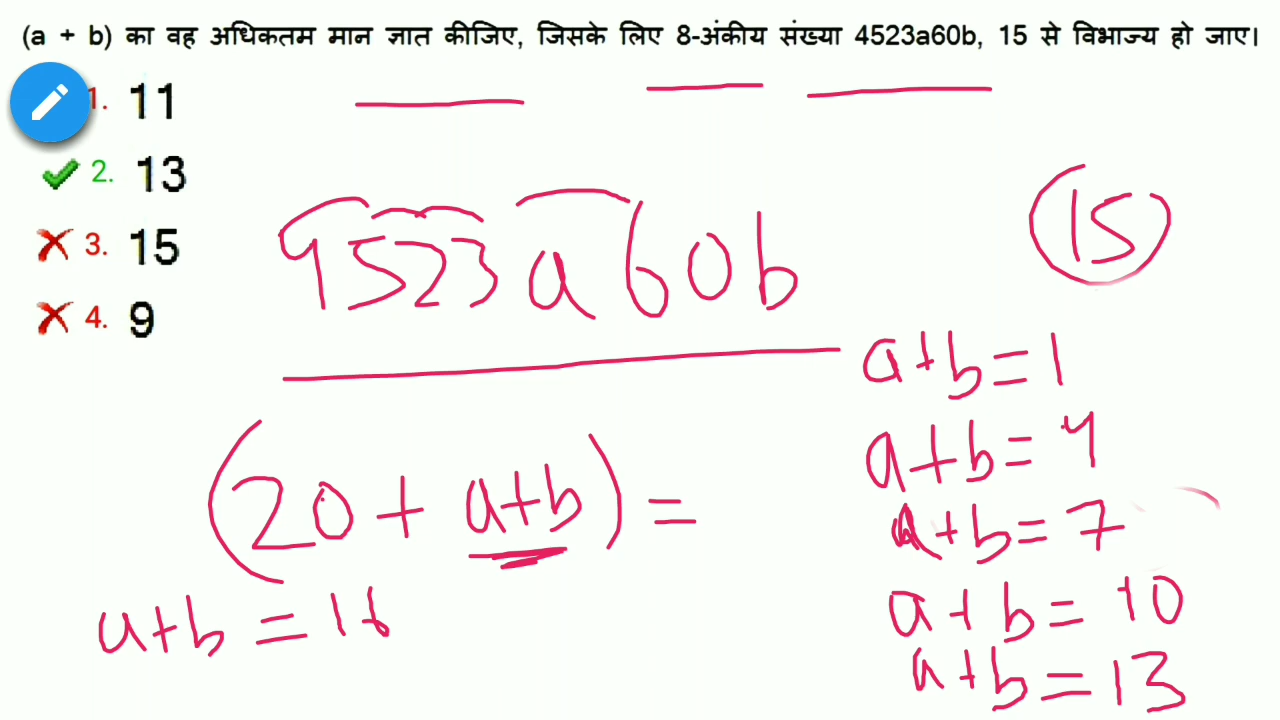 (a + b) का वह अधिकतम मान ज्ञात कीजिए, जिसके लिए 8-अंकीय संख्या 4523a60b, 15 से विभाज्य हो जाए।
1. 11
2. 13
3. 15
4. 9
4523a60b
15
(20 + a+b) =
a+b = 16
a+b = 1
a+b = 4
a+b = 7
a+b = 10
a+b = 13